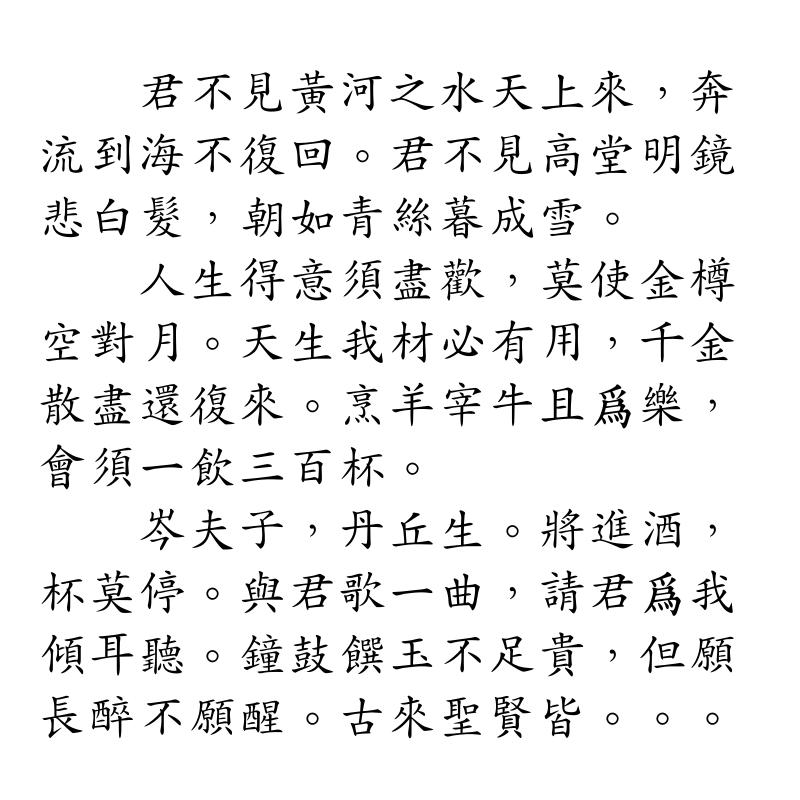 君不見黃河之水天上來，奔
流到海不復回。君不見高堂明鏡
悲白髮，朝如青絲暮成雪。
人生得意須盡歡，莫使金樽
空對月。天生我材必有用，千金
散盡還復來。烹羊宰牛且爲樂，
會須一飲三百杯。
岑夫子，丹丘生。將進酒，
杯莫停。與君歌一曲，請君爲我
傾耳聽。鐘鼓饌玉不足貴，但願
長醉不願醒。古來聖賢皆。。。